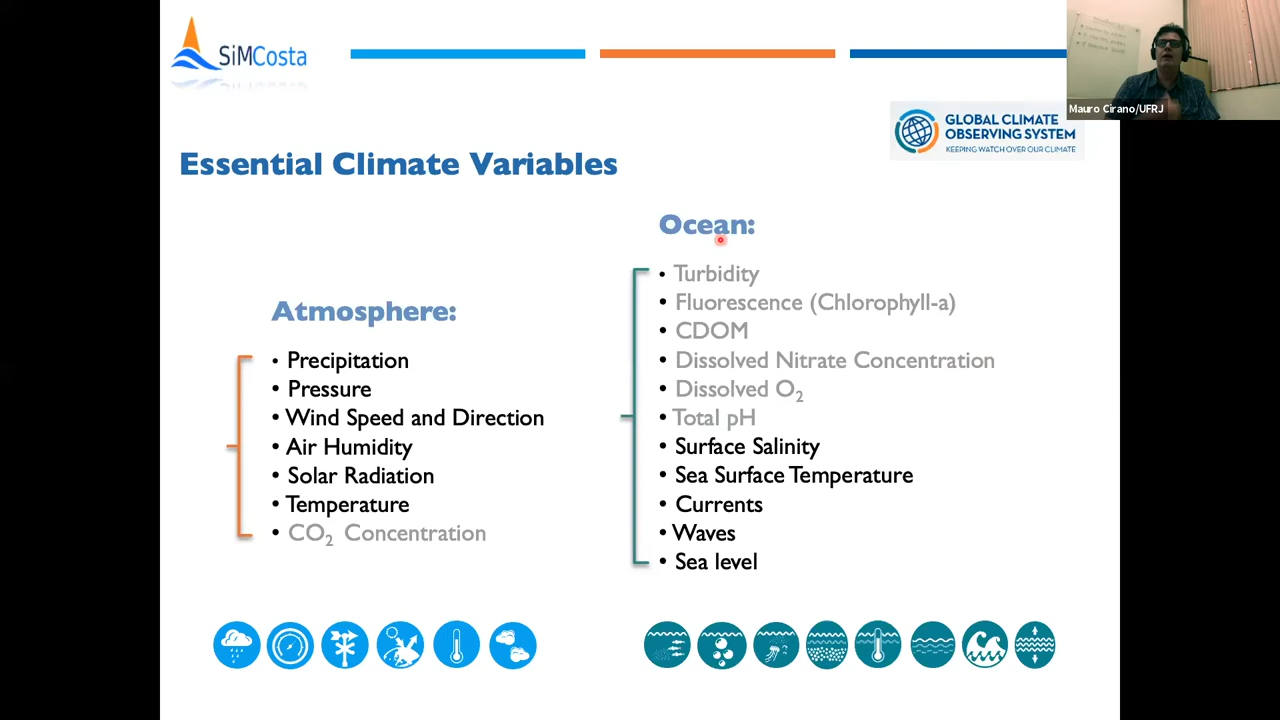 SiMCosta
Mauro Cirano/UFRJ
GLOBAL CLIMATE
OBSERVING SYSTEM
KEEPING WATCH OVER OUR CLIMATE
Essential Climate Variables
Atmosphere:
• Precipitation
• Pressure
• Wind Speed and Direction
• Air Humidity
• Solar Radiation
• Temperature
• CO₂ Concentration
Ocean:
• Turbidity
• Fluorescence (Chlorophyll-a)
• CDOM
• Dissolved Nitrate Concentration
• Dissolved O₂
• Total pH
• Surface Salinity
• Sea Surface Temperature
• Currents
• Waves
• Sea level